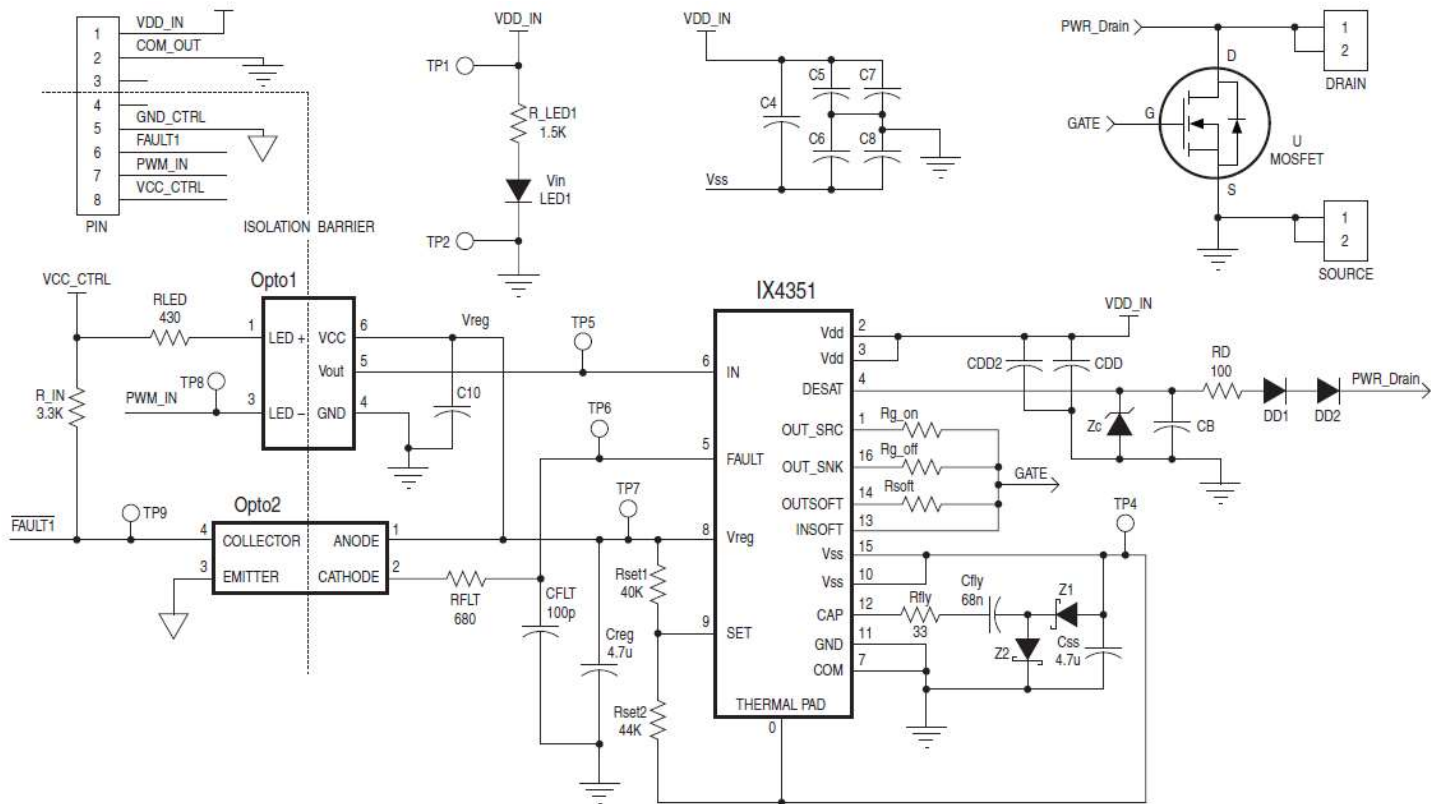 1
2
3
4
5
6
7
8
PIN
VDD_IN
COM_OUT
GND_CTRL
FAULT1
PWM_IN
VCC_CTRL
ISOLATION BARRIER
VDD_IN
TP1
R_LED1
1.5K
Vin
LED1
TP2
VDD_IN
C4
C5
C7
C6
C8
Vss
PWR_Drain
D
G
GATE
U
MOSFET
S
1
2
DRAIN
1
2
SOURCE
VCC_CTRL
RLED
430
R_IN
3.3K
PWM_IN
TP8
Opto1
1
LED +
VCC
6
Vout
5
3
LED –
GND
4
Vreg
C10
TP5
TP6
TP7
FAULT1
TP9
Opto2
4
COLLECTOR
ANODE
1
3
EMITTER
CATHODE
2
RFLT
680
CFLT
100p
Creg
4.7u
Rset1
40K
Rset2
44K
IX4351
6
IN
5
FAULT
8
Vreg
9
SET
Vdd
2
Vdd
3
DESAT
4
OUT_SRC
1
OUT_SNK
16
OUTSOFT
14
INSOFT
13
Vss
15
Vss
10
CAP
12
GND
11
COM
7
THERMAL PAD
0
VDD_IN
CDD2
CDD
RD
100
DD1
DD2
PWR_Drain
Zc
CB
Rg_on
Rg_off
Rsoft
GATE
TP4
Rfly
33
Cfly
68n
Z1
Z2
Css
4.7u